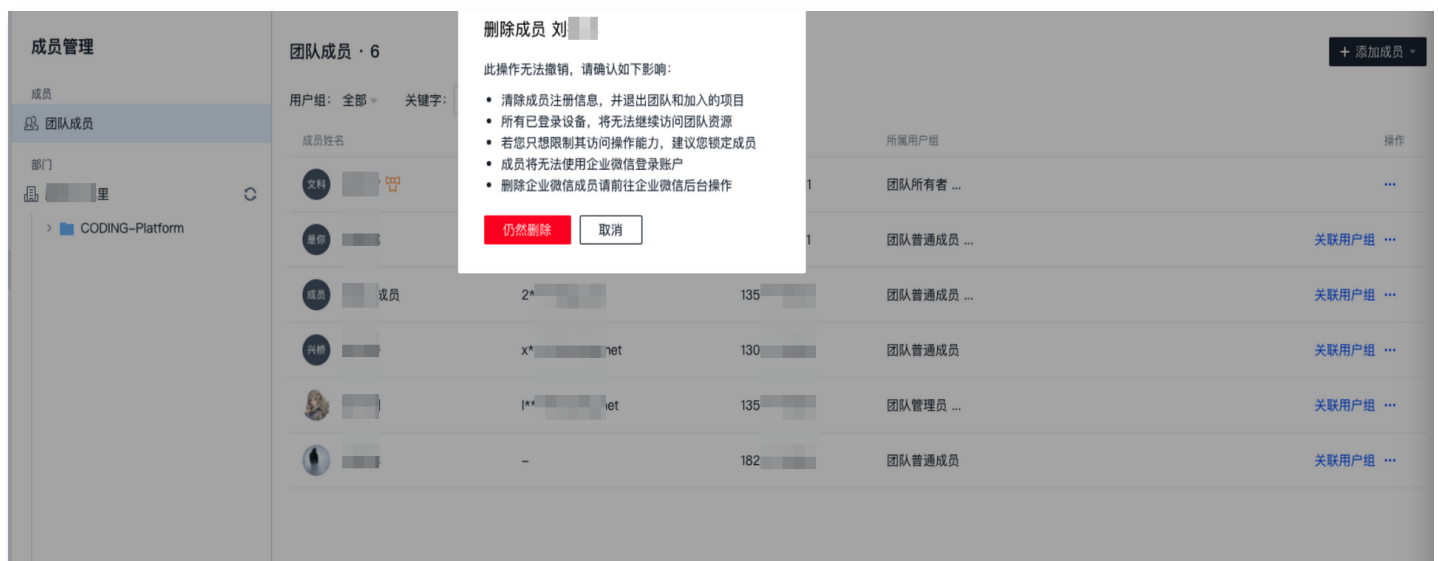 成员管理
成员
团队成员
部门
里
CODING-Platform
团队成员 · 6
+ 添加成员
用户组: 全部 关键字:
成员姓名 所属用户组 操作
文科 1 团队所有者 ... ...
是你 1 团队普通成员 ... 关联用户组 ...
成员 成员 2* 135 团队普通成员 ... 关联用户组 ...
兴桥 x* net 130 团队普通成员 关联用户组 ...
l** et 135 团队管理员 ... 关联用户组 ...
– 182 团队普通成员 关联用户组 ...
删除成员 刘
此操作无法撤销，请确认如下影响：
• 清除成员注册信息，并退出团队和加入的项目
• 所有已登录设备，将无法继续访问团队资源
• 若您只想限制其访问操作能力，建议您锁定成员
• 成员将无法使用企业微信登录账户
• 删除企业微信成员请前往企业微信后台操作
仍然删除 取消